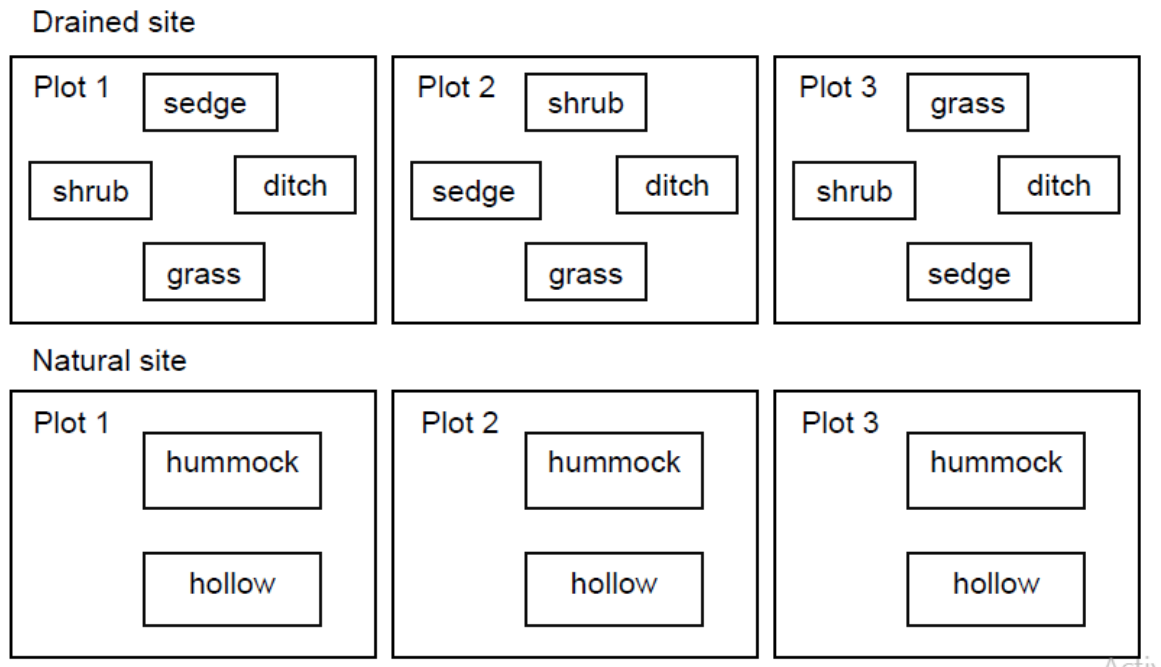 Drained site
Plot 1 sedge
shrub ditch
grass
Plot 2 shrub
sedge ditch
grass
Plot 3 grass
shrub ditch
sedge
Natural site
Plot 1
hummock
hollow
Plot 2
hummock
hollow
Plot 3
hummock
hollow